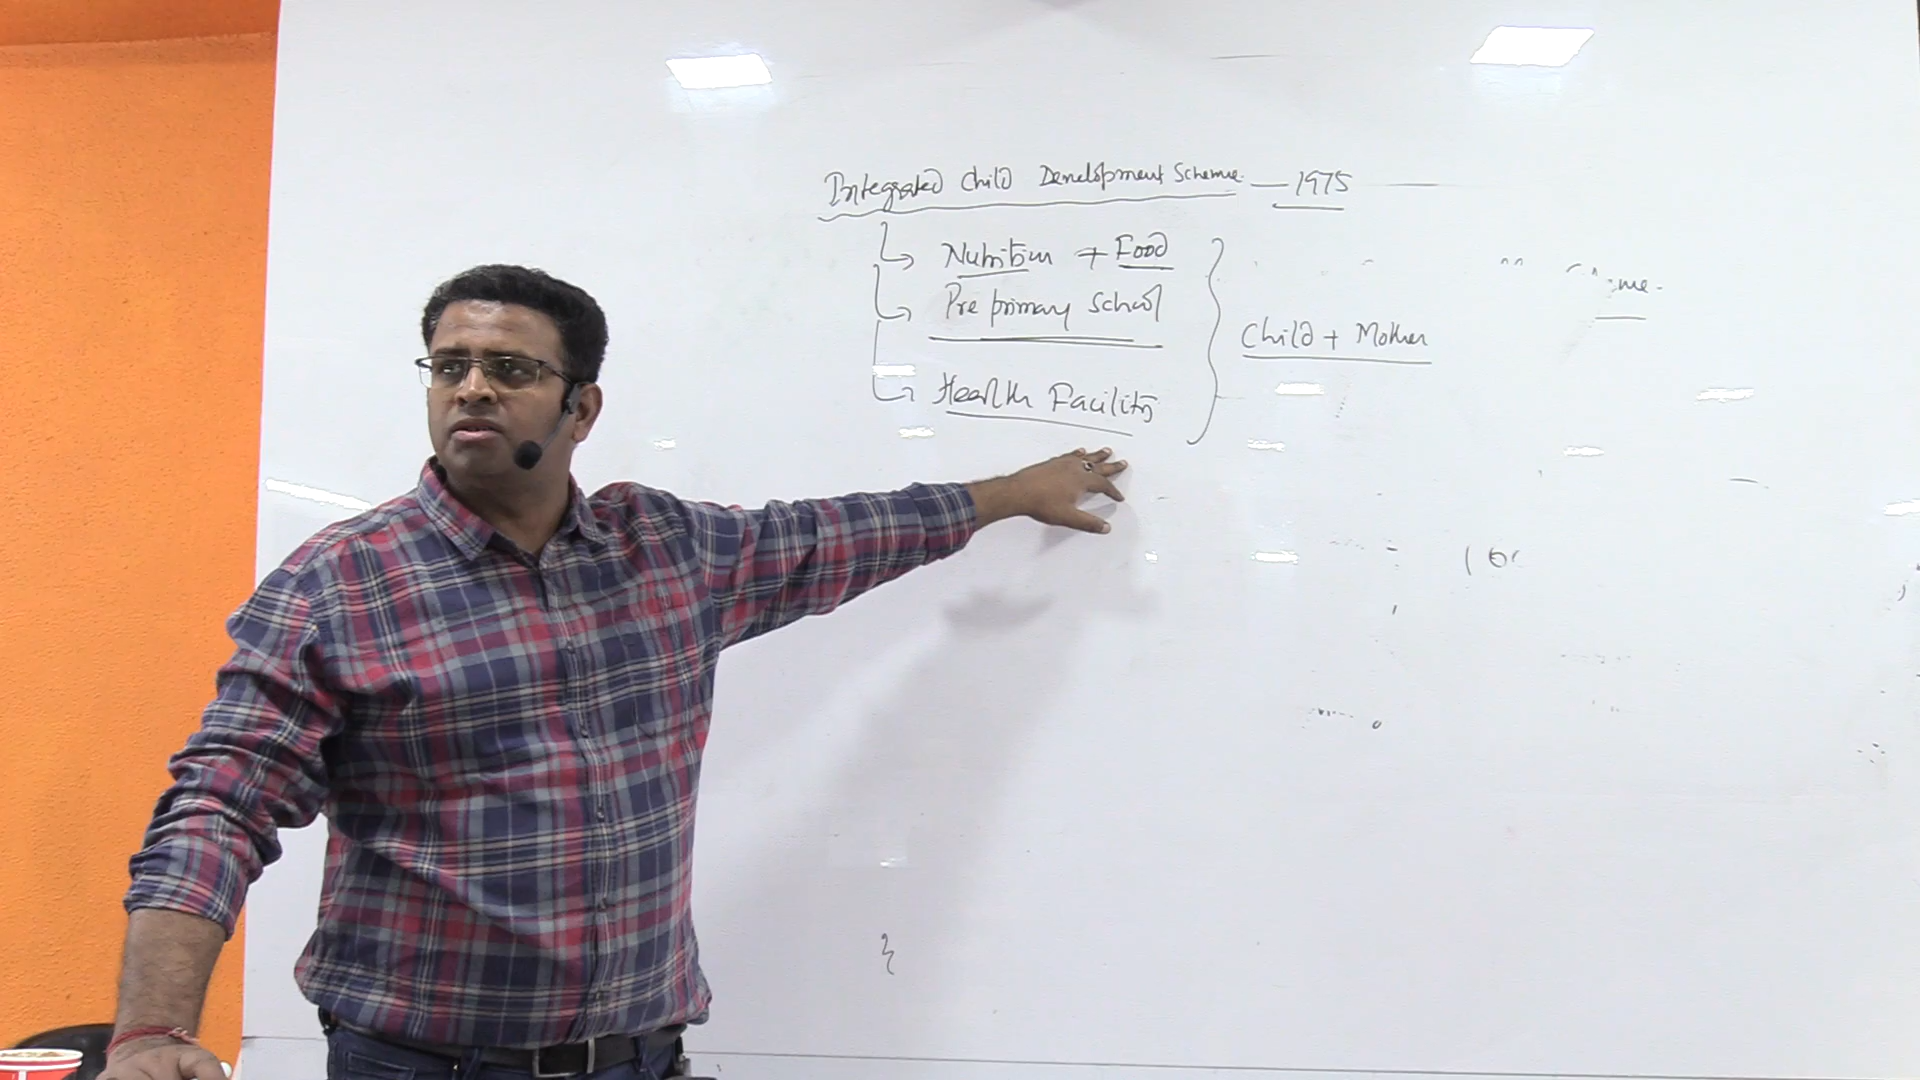 Integrated Child Development Scheme. — 1975
Nutrition + Food
Pre primary School
Child + Mother
Health Facility